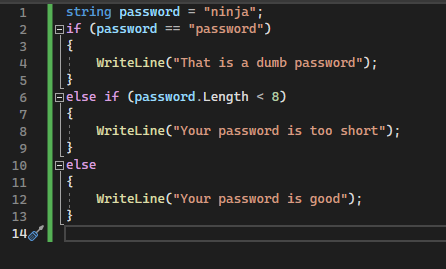 1 string password = "ninja";
2 if (password == "password")
3 {
4 WriteLine("That is a dumb password");
5 }
6 else if (password.Length < 8)
7 {
8 WriteLine("Your password is too short");
9 }
10 else
11 {
12 WriteLine("Your password is good");
13 }
14